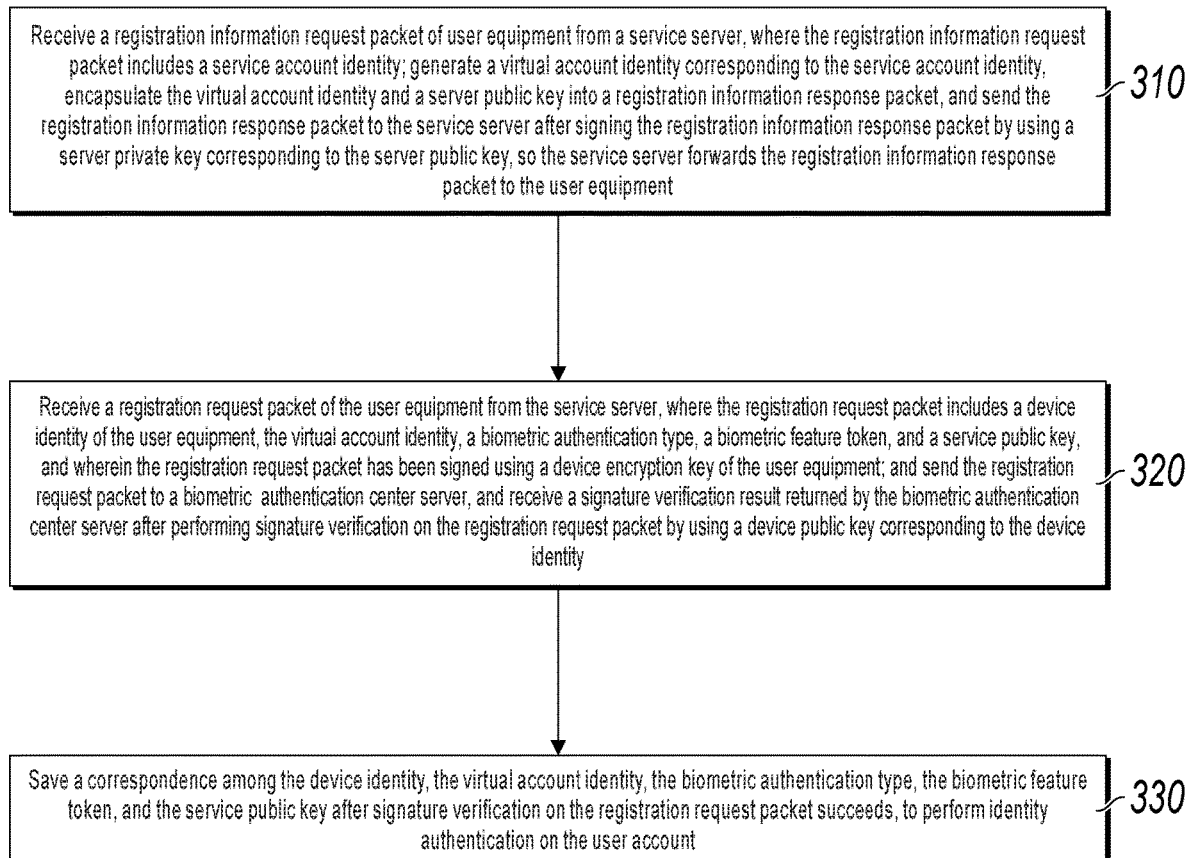 Receive a registration information request packet of user equipment from a service server, where the registration information request
packet includes a service account identity; generate a virtual account identity corresponding to the service account identity,
encapsulate the virtual account identity and a server public key into a registration information response packet, and send the
registration information response packet to the service server after signing the registration information response packet by using a
server private key corresponding to the server public key, so the service server forwards the registration information response
packet to the user equipment
310
Receive a registration request packet of the user equipment from the service server, where the registration request packet includes a device
identity of the user equipment, the virtual account identity, a biometric authentication type, a biometric feature token, and a service public key,
and wherein the registration request packet has been signed using a device encryption key of the user equipment; and send the registration
request packet to a biometric authentication center server, and receive a signature verification result returned by the biometric authentication
center server after performing signature verification on the registration request packet by using a device public key corresponding to the device
identity
320
Save a correspondence among the device identity, the virtual account identity, the biometric authentication type, the biometric feature
token, and the service public key after signature verification on the registration request packet succeeds, to perform identity
authentication on the user account
330